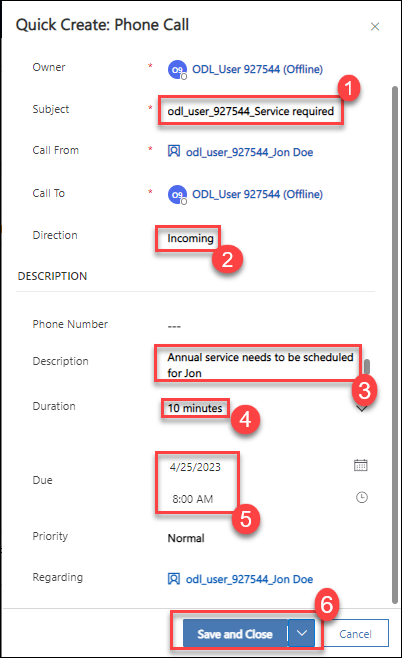 Quick Create: Phone Call
Owner * O9 ODL_User 927544 (Offline)
1
Subject * odl_user_927544_Service required
Call From * odl_user_927544_Jon Doe
Call To * O9 ODL_User 927544 (Offline)
Direction Incoming
2
DESCRIPTION
Phone Number ---
Description Annual service needs to be scheduled
for Jon
3
Duration 10 minutes
4
4/25/2023
Due
8:00 AM
5
Priority Normal
Regarding odl_user_927544_Jon Doe
6
Save and Close Cancel